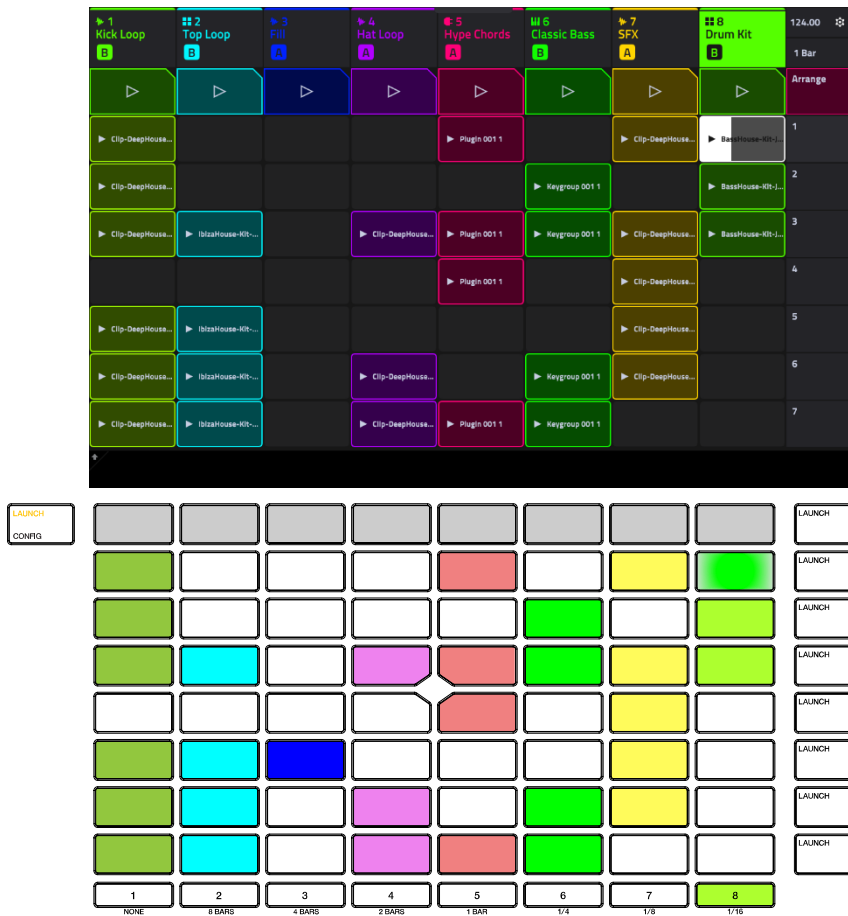 1 2 3 4 5 6 7 8 124.00
Kick Loop Top Loop Fill Hat Loop Hype Chords Classic Bass SFX Drum Kit
B B A A A B A B 1 Bar
Arrange
Clip-DeepHouse... Plugin 001 1 Clip-DeepHouse... BassHouse-Kit-J... 1
Clip-DeepHouse... Keygroup 001 1 BassHouse-Kit-J... 2
Clip-DeepHouse... IbizaHouse-Kit-... Clip-DeepHouse... Plugin 001 1 Keygroup 001 1 Clip-DeepHouse... BassHouse-Kit-J... 3
Plugin 001 1 Clip-DeepHouse... 4
Clip-DeepHouse... IbizaHouse-Kit-... Clip-DeepHouse... 5
Clip-DeepHouse... IbizaHouse-Kit-... Clip-DeepHouse... Keygroup 001 1 Clip-DeepHouse... 6
Clip-DeepHouse... IbizaHouse-Kit-... Clip-DeepHouse... Plugin 001 1 Keygroup 001 1 7
+
LAUNCH LAUNCH
CONFIG
LAUNCH
LAUNCH
LAUNCH
LAUNCH
LAUNCH
LAUNCH
LAUNCH
1 2 3 4 5 6 7 8
NONE 8 BARS 4 BARS 2 BARS 1 BAR 1/4 1/8 1/16